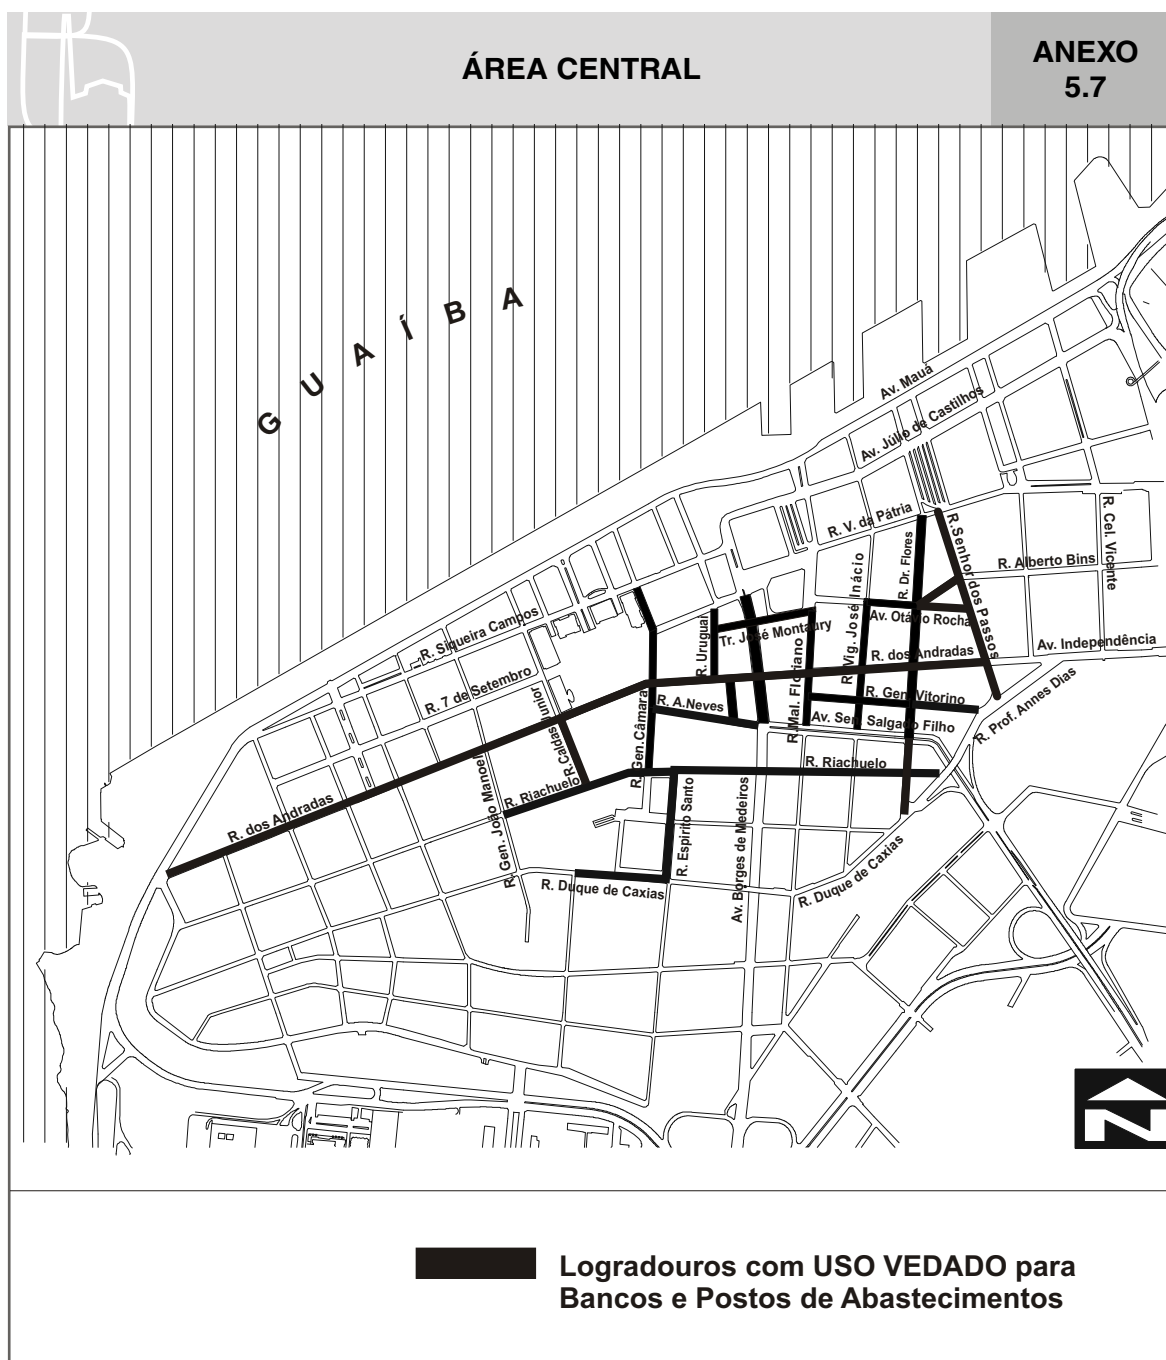 ÁREA CENTRAL
ANEXO
5.7
GUAÍBA
Av. Mauá
Av. Júlio de Castilhos
R. V. da Pátria
R. Senhor dos Passos
R. Cel. Vicente
R. Dr. Flores
R. Alberto Bins
R. Vig. José Inácio
Av. Otávio Rocha
R. Siqueira Campos
R. Uruguai
Tr. José Montaury
Av. Independência
R. dos Andradas
R. 7 de Setembro
R. Mal. Floriano
R. Gen. Vitorino
R. Prof. Annes Dias
R. A.Neves
R. Gen.Câmara
Av. Sen. Salgado Filho
R.Caldas Junior
R. Riachuelo
R. Gen. João Manoel
R. Riachuelo
R. dos Andradas
R. Espirito Santo
Av. Borges de Medeiros
R. Duque de Caxias
R. Duque de Caxias
N
Logradouros com USO VEDADO para
Bancos e Postos de Abastecimentos